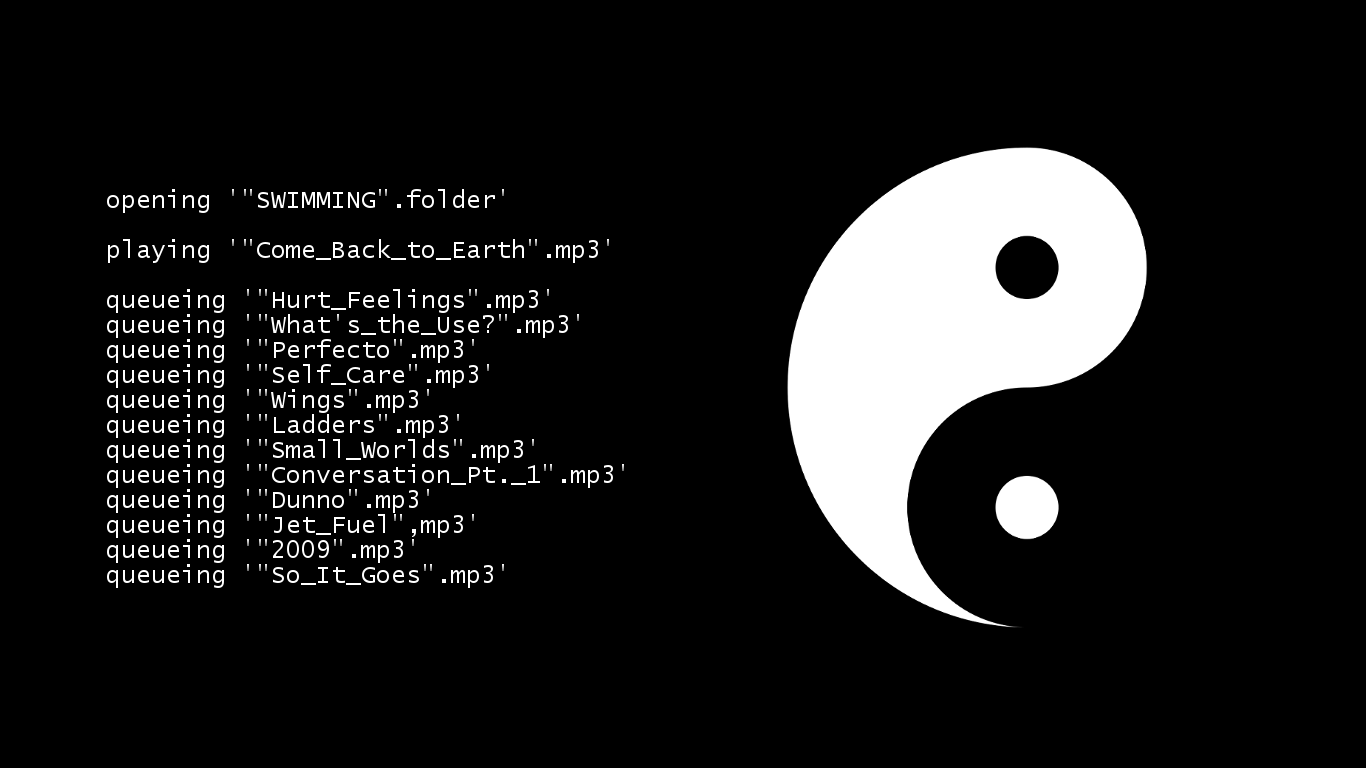 opening '"SWIMMING".folder'
playing '"Come_Back_to_Earth".mp3'
queueing '"Hurt_Feelings".mp3'
queueing '"What's_the_Use?".mp3'
queueing '"Perfecto".mp3'
queueing '"Self_Care".mp3'
queueing '"Wings".mp3'
queueing '"Ladders".mp3'
queueing '"Small_Worlds".mp3'
queueing '"Conversation_Pt._1".mp3'
queueing '"Dunno".mp3'
queueing '"Jet_Fuel",mp3'
queueing '"2009".mp3'
queueing '"So_It_Goes".mp3'